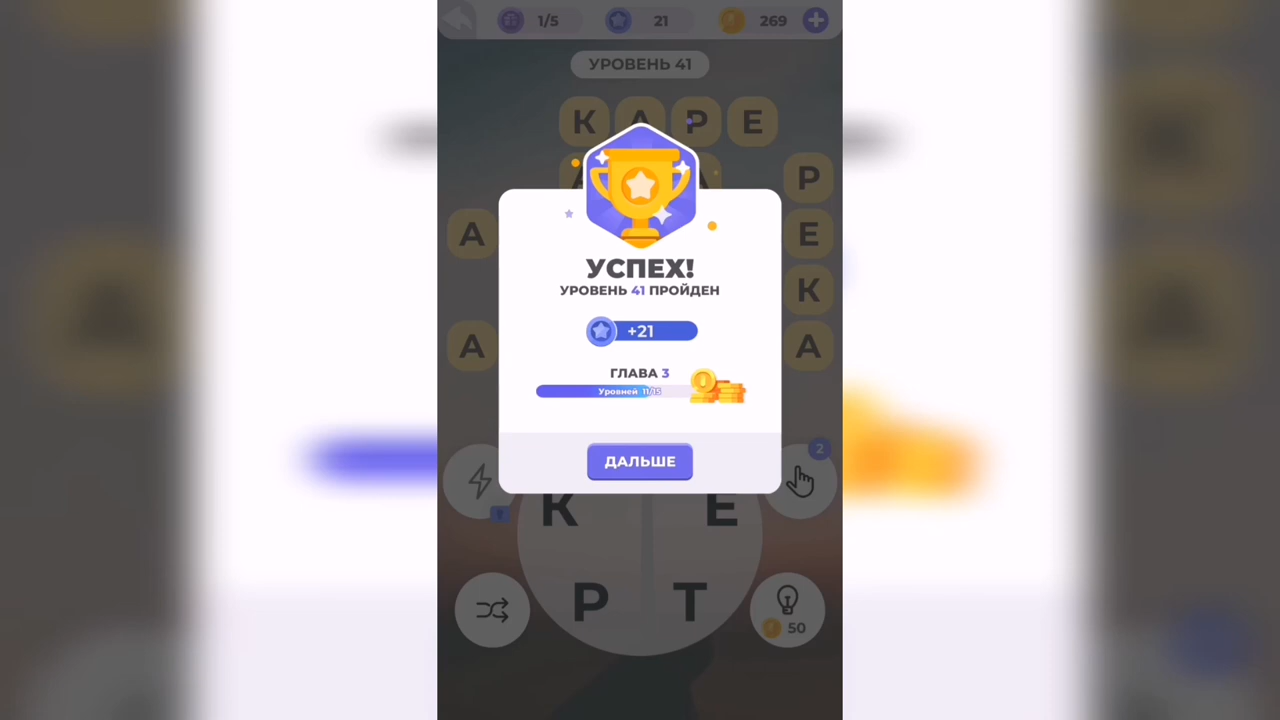 1/5
21
269
УРОВЕНЬ 41
КАРЕ
Р
А
Е
К
А
А
УСПЕХ!
УРОВЕНЬ 41 ПРОЙДЕН
+21
ГЛАВА 3
Уровней 11/15
ДАЛЬШЕ
2
К Е
Р Т
50